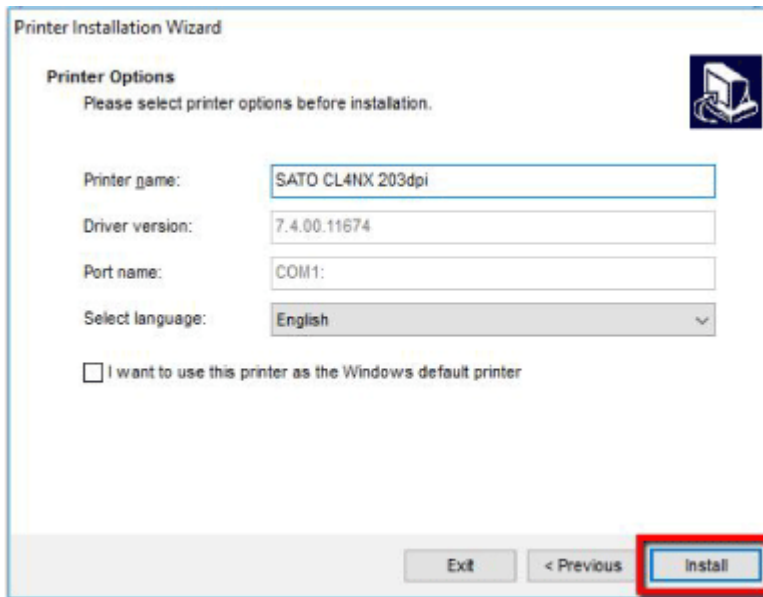 Printer Installation Wizard
Printer Options
Please select printer options before installation.
Printer name: SATO CL4NX 203dpi
Driver version: 7.4.00.11674
Port name: COM1:
Select language: English
I want to use this printer as the Windows default printer
Exit < Previous Install